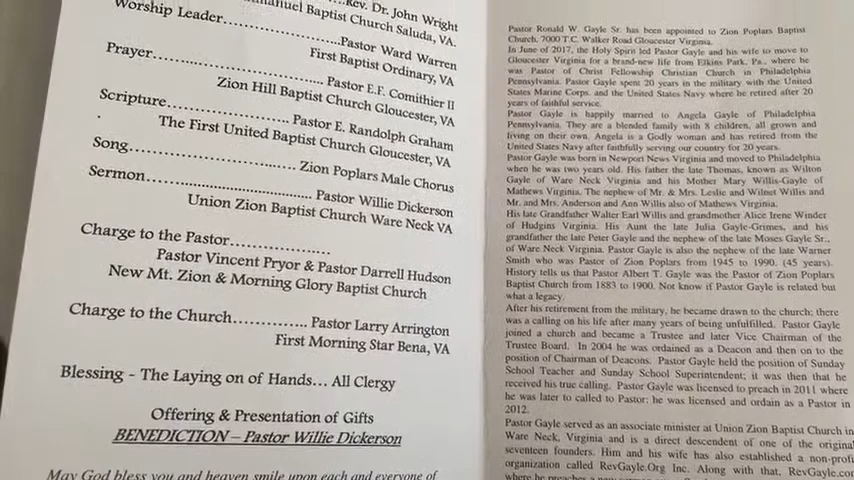 Rev. Dr. John Wright
Emmanuel Baptist Church Saluda, VA.
Worship Leader……………………Pastor Ward Warren
First Baptist Ordinary, VA
Prayer……………………………… Pastor E.F. Comithier II
Zion Hill Baptist Church Gloucester, VA
Scripture……………………. Pastor E. Randolph Graham
The First United Baptist Church Gloucester, VA
Song……………………….… Zion Poplars Male Chorus
Sermon……………………………. Pastor Willie Dickerson
Union Zion Baptist Church Ware Neck VA
Charge to the Pastor………………
Pastor Vincent Pryor & Pastor Darrell Hudson
New Mt. Zion & Morning Glory Baptist Church
Charge to the Church…………. Pastor Larry Arrington
First Morning Star Bena, VA
Blessing - The Laying on of Hands… All Clergy
Offering & Presentation of Gifts
BENEDICTION – Pastor Willie Dickerson
May God bless you and heaven smile upon each and everyone of
Pastor Ronald W. Gayle Sr. has been appointed to Zion Poplars Baptist
Church, 7000 T.C. Walker Road Gloucester Virginia.
In June of 2017, the Holy Spirit led Pastor Gayle and his wife to move to
Gloucester Virginia for a brand-new life from Elkins Park, Pa., where he
was Pastor of Christ Fellowship Christian Church in Philadelphia
Pennsylvania. Pastor Gayle spent 20 years in the military with the United
States Marine Corps, and the United States Navy where he retired after 20
years of faithful service.
Pastor Gayle is happily married to Angela Gayle of Philadelphia
Pennsylvania. They are a blended family with 8 children, all grown and
living on their own. Angela is a Godly woman and has retired from the
United States Navy after faithfully serving our country for 20 years.
Pastor Gayle was born in Newport News Virginia and moved to Philadelphia
when he was two years old. His father the late Thomas, known as Wilton
Gayle of Ware Neck Virginia and his Mother Mary Willis-Gayle of
Mathews Virginia. The nephew of Mr. & Mrs. Leslie and Wilnet Willis and
Mr. and Mrs. Anderson and Ann Willis also of Mathews Virginia.
His late Grandfather Walter Earl Willis and grandmother Alice Irene Winder
of Hudgins Virginia. His Aunt the late Julia Gayle-Grimes, and his
grandfather the late Peter Gayle and the nephew of the late Moses Gayle Sr.,
of Ware Neck Virginia. Pastor Gayle is also the nephew of the late Warner
Smith who was Pastor of Zion Poplars from 1945 to 1990. (45 years).
History tells us that Pastor Albert T. Gayle was the Pastor of Zion Poplars
Baptist Church from 1883 to 1900. Not know if Pastor Gayle is related but
what a legacy.
After his retirement from the military, he became drawn to the church; there
was a calling on his life after many years of being unfulfilled. Pastor Gayle
joined a church and became a Trustee and later Vice Chairman of the
Trustee Board. In 2004 he was ordained as a Deacon and then on to the
position of Chairman of Deacons. Pastor Gayle held the position of Sunday
School Teacher and Sunday School Superintendent; it was then that he
received his true calling. Pastor Gayle was licensed to preach in 2011 where
he was later to called to Pastor; he was licensed and ordain as a Pastor in
2012.
Pastor Gayle served as an associate minister at Union Zion Baptist Church in
Ware Neck, Virginia and is a direct descendent of one of the original
seventeen founders. Him and his wife has also established a non-profi
organization called RevGayle.Org Inc. Along with that, RevGayle.co
where he preaches a